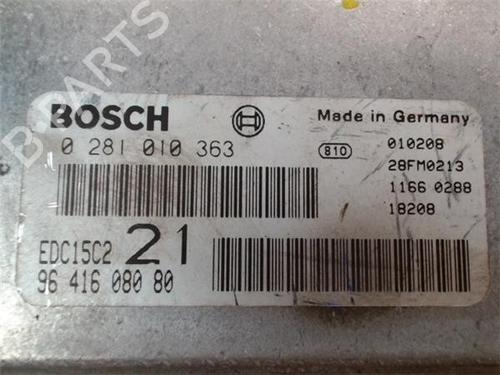 B-PARTS
BOSCH
Made in Germany
0 281 010 363
810
010208
28FM0213
1166 0288
18208
EDC15C2 21
96 416 080 80